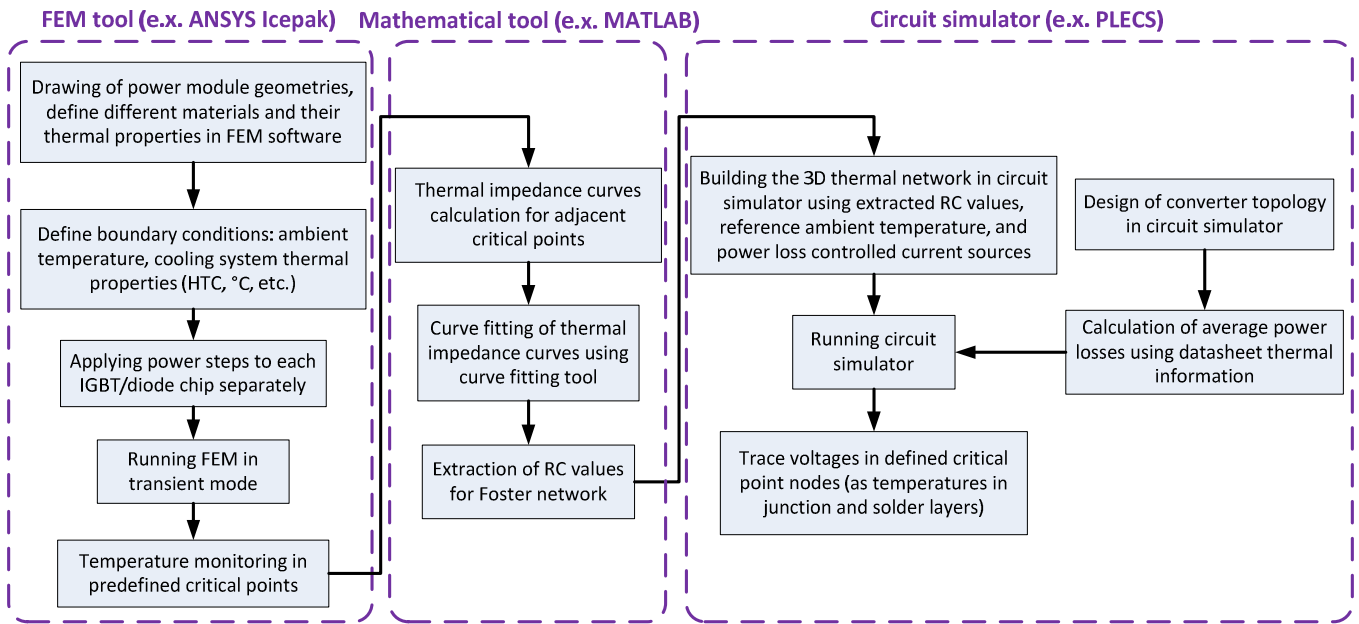 FEM tool (e.x. ANSYS Icepak)
Drawing of power module geometries,
define different materials and their
thermal properties in FEM software
Define boundary conditions: ambient
temperature, cooling system thermal
properties (HTC, °C, etc.)
Applying power steps to each
IGBT/diode chip separately
Running FEM in
transient mode
Temperature monitoring in
predefined critical points
Mathematical tool (e.x. MATLAB)
Thermal impedance curves
calculation for adjacent
critical points
Curve fitting of thermal
impedance curves using
curve fitting tool
Extraction of RC values
for Foster network
Circuit simulator (e.x. PLECS)
Building the 3D thermal network in circuit
simulator using extracted RC values,
reference ambient temperature, and
power loss controlled current sources
Design of converter topology
in circuit simulator
Calculation of average power
losses using datasheet thermal
information
Running circuit
simulator
Trace voltages in defined critical
point nodes (as temperatures in
junction and solder layers)